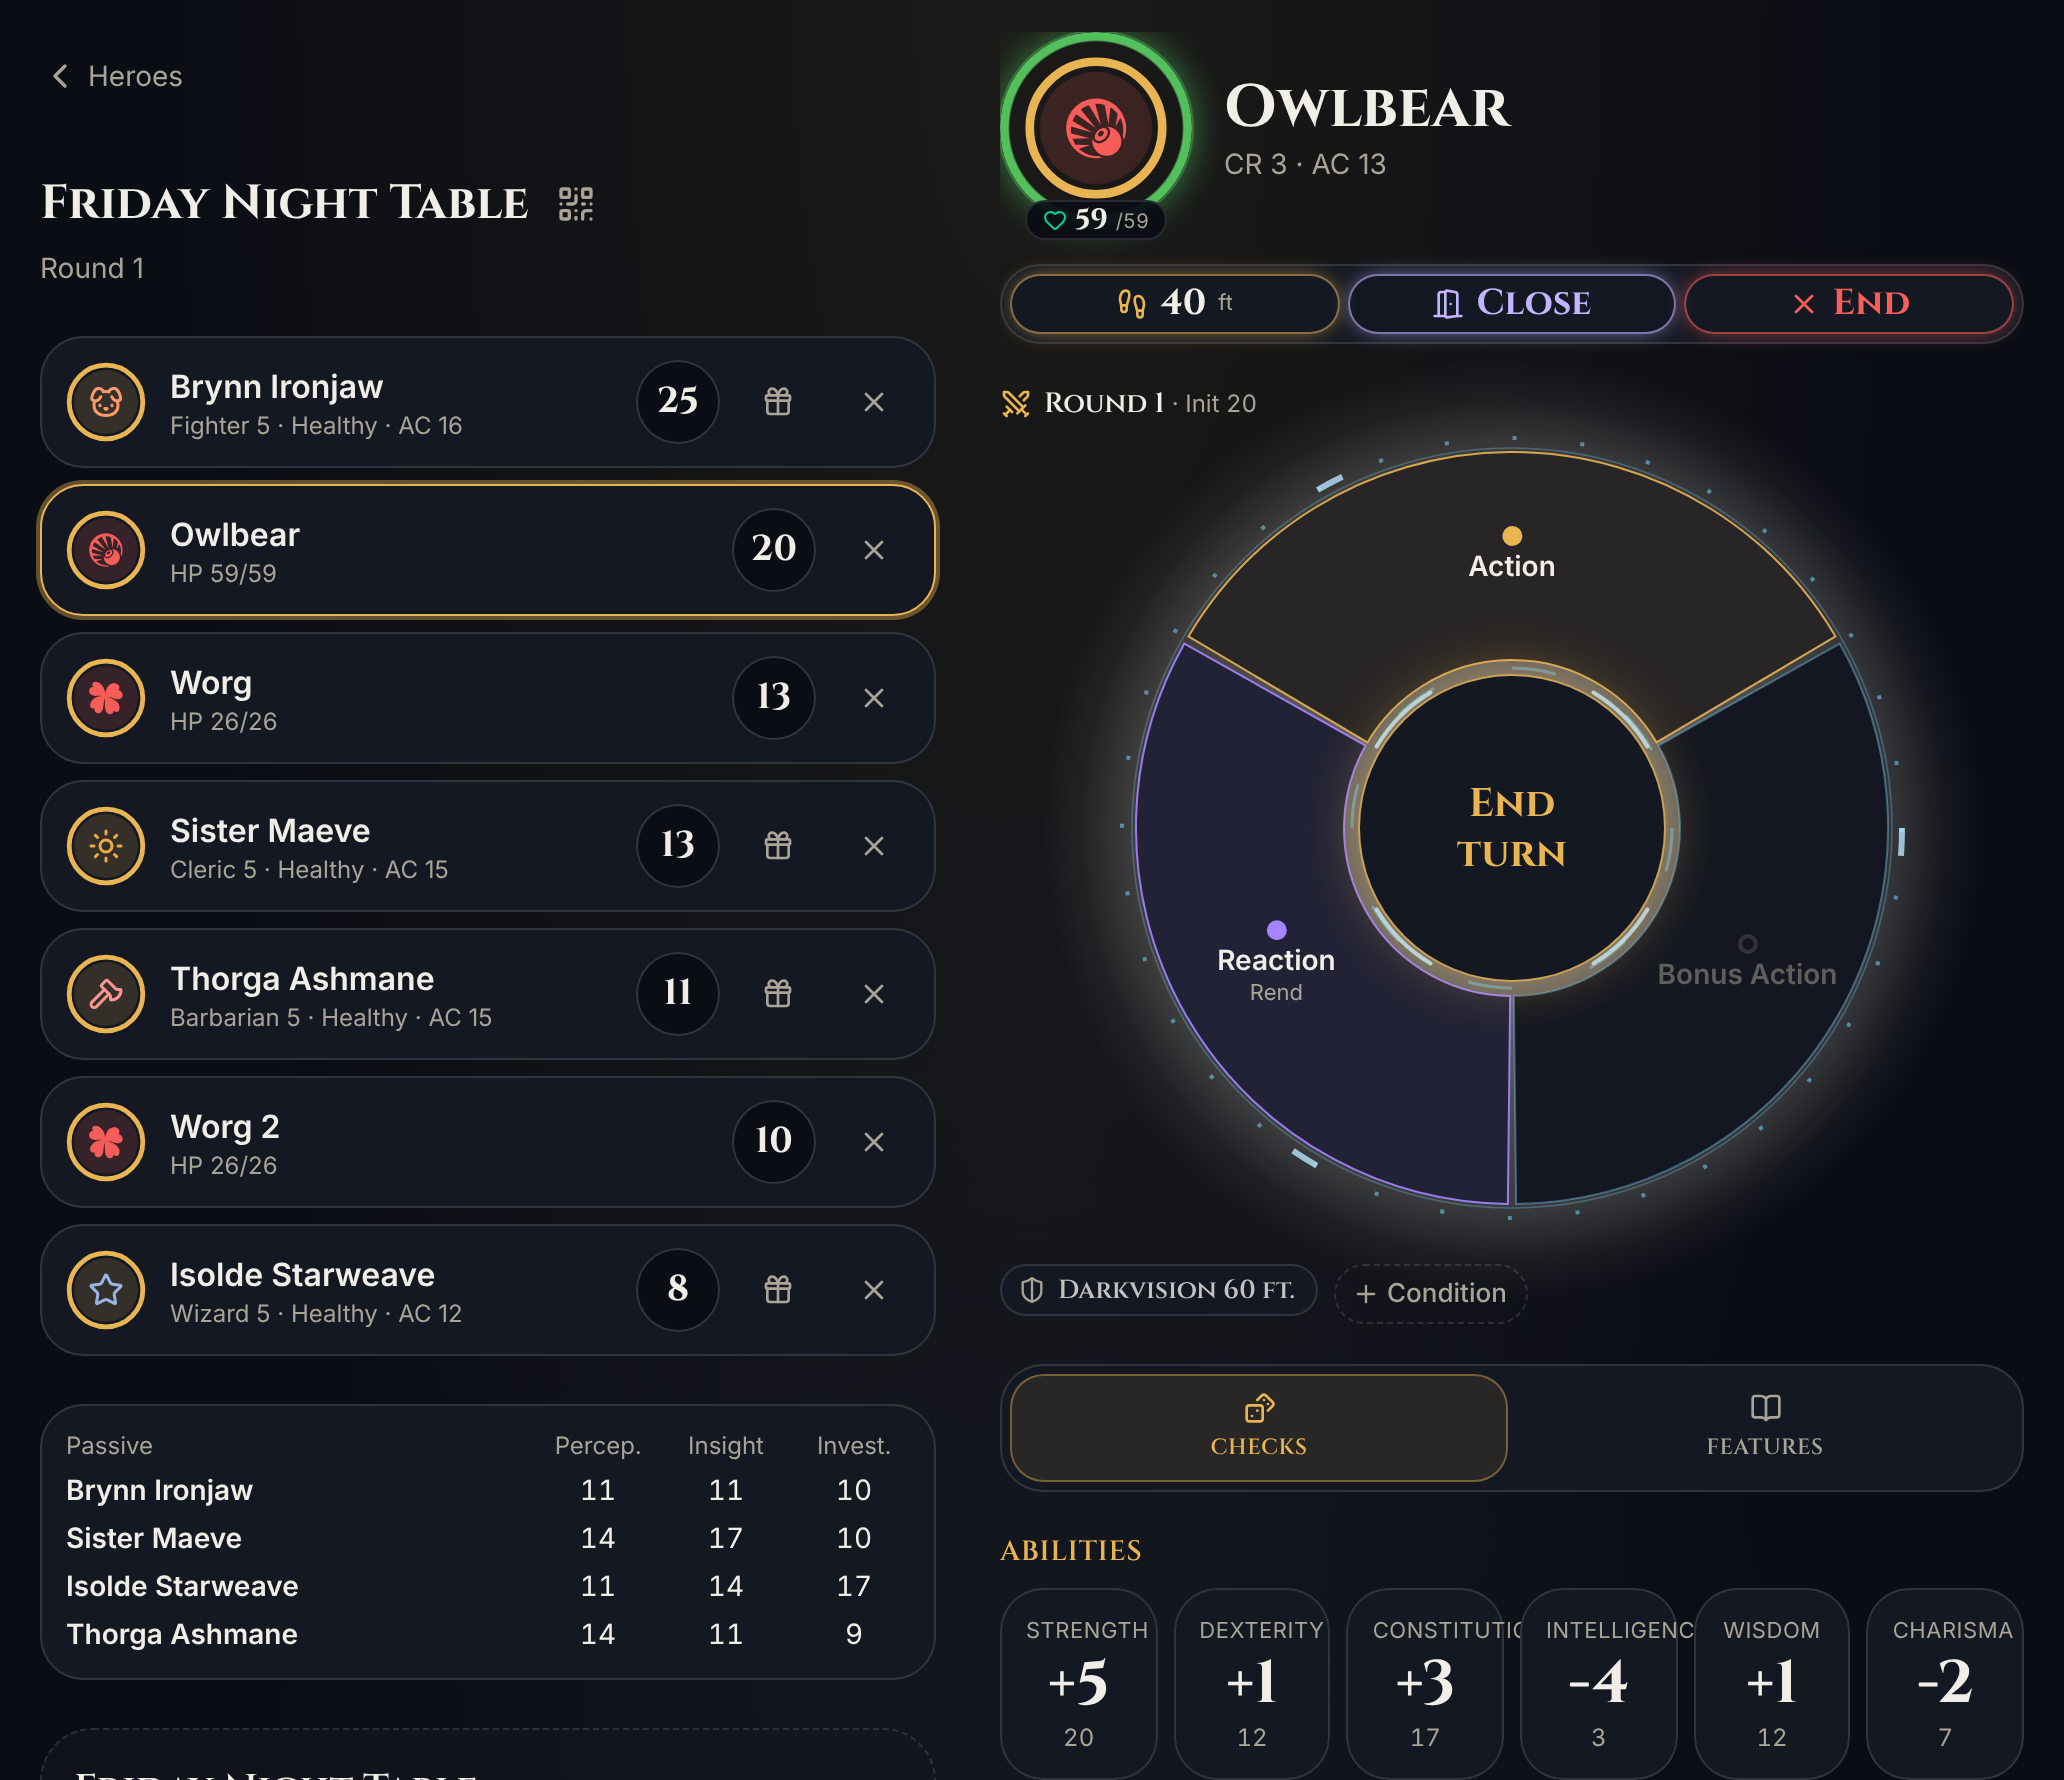 Heroes
Friday Night Table
Round 1
Brynn Ironjaw
Fighter 5 · Healthy · AC 16
25
Owlbear
HP 59/59
20
Worg
HP 26/26
13
Sister Maeve
Cleric 5 · Healthy · AC 15
13
Thorga Ashmane
Barbarian 5 · Healthy · AC 15
11
Worg 2
HP 26/26
10
Isolde Starweave
Wizard 5 · Healthy · AC 12
8
Passive Percep. Insight Invest.
Brynn Ironjaw 11 11 10
Sister Maeve 14 17 10
Isolde Starweave 11 14 17
Thorga Ashmane 14 11 9
Friday Night Table
Owlbear
CR 3 · AC 13
59 /59
40 ft
Close
End
Round 1 · Init 20
Action
End
turn
Reaction
Rend
Bonus Action
Darkvision 60 ft.
+ Condition
CHECKS
FEATURES
ABILITIES
STRENGTH DEXTERITY CONSTITUTIO INTELLIGENC WISDOM CHARISMA
+5 +1 +3 -4 +1 -2
20 12 17 3 12 7